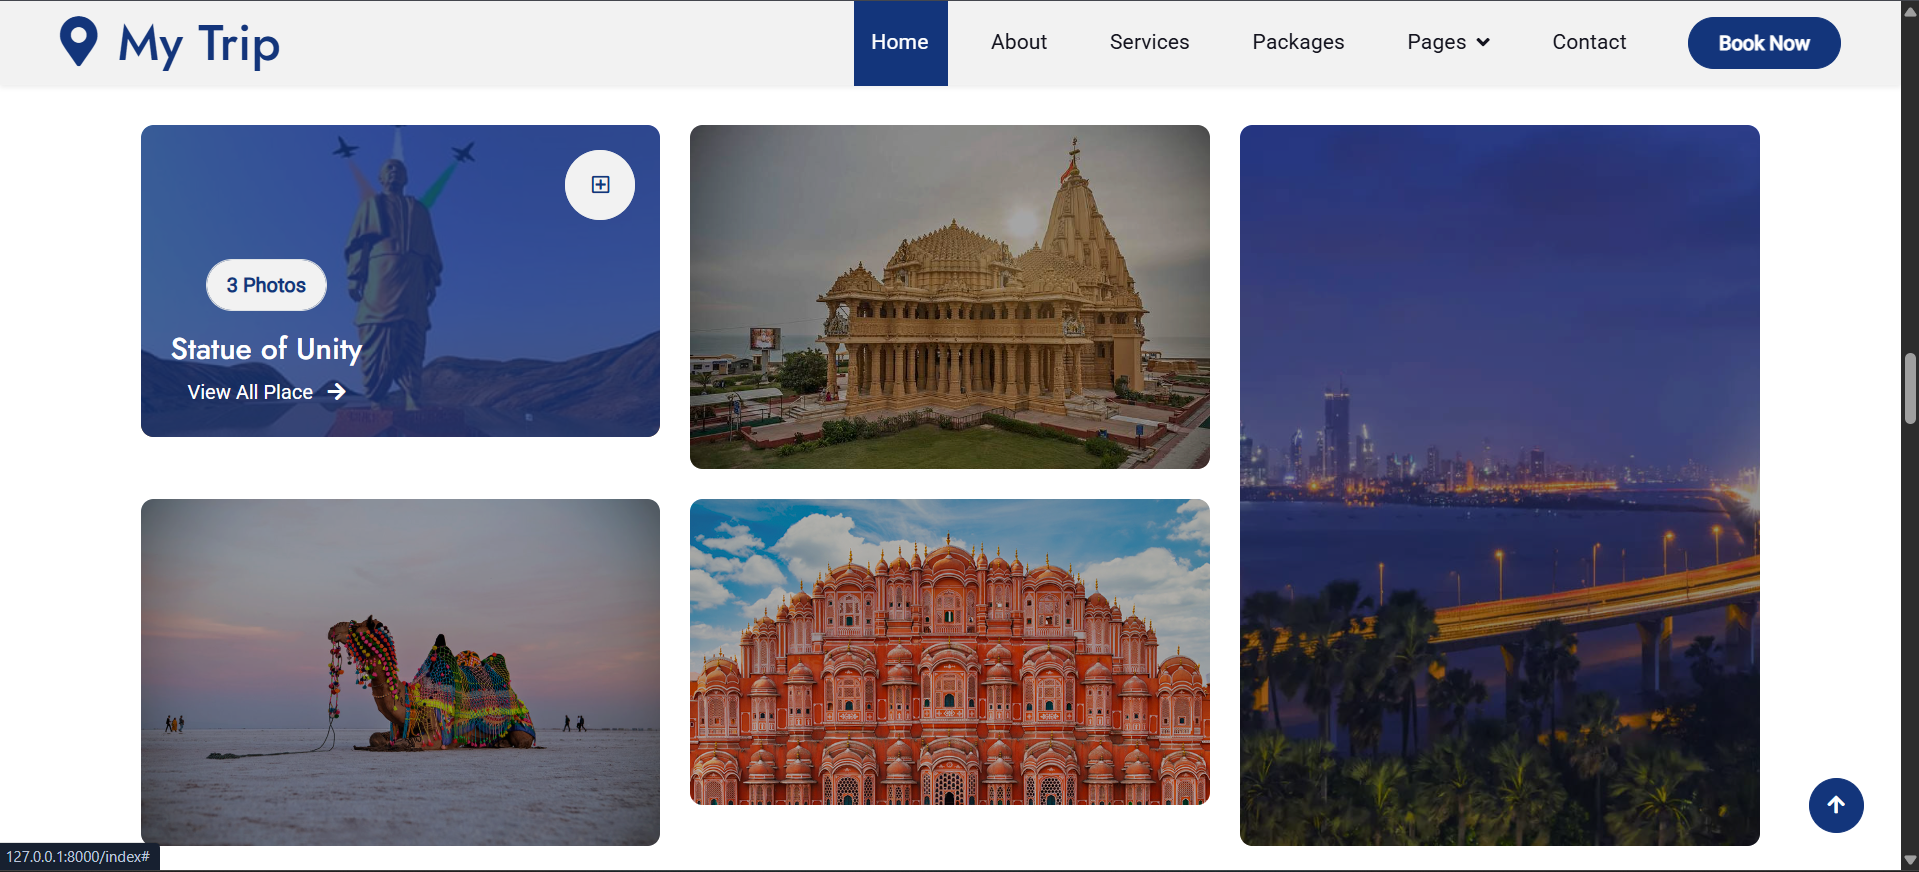 My Trip
Home
About
Services
Packages
Pages
Contact
Book Now
3 Photos
Statue of Unity
View All Place
127.0.0.1:8000/index#